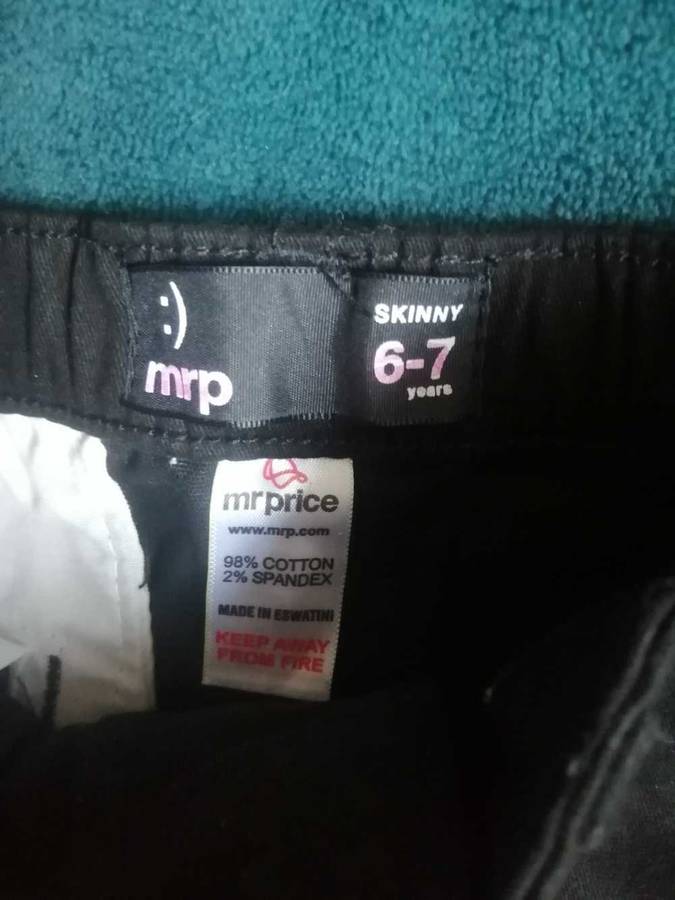 :)
mrp
SKINNY
6-7
years
mrprice
www.mrp.com
98% COTTON
2% SPANDEX
MADE IN ESWATINI
KEEP AWAY
FROM FIRE